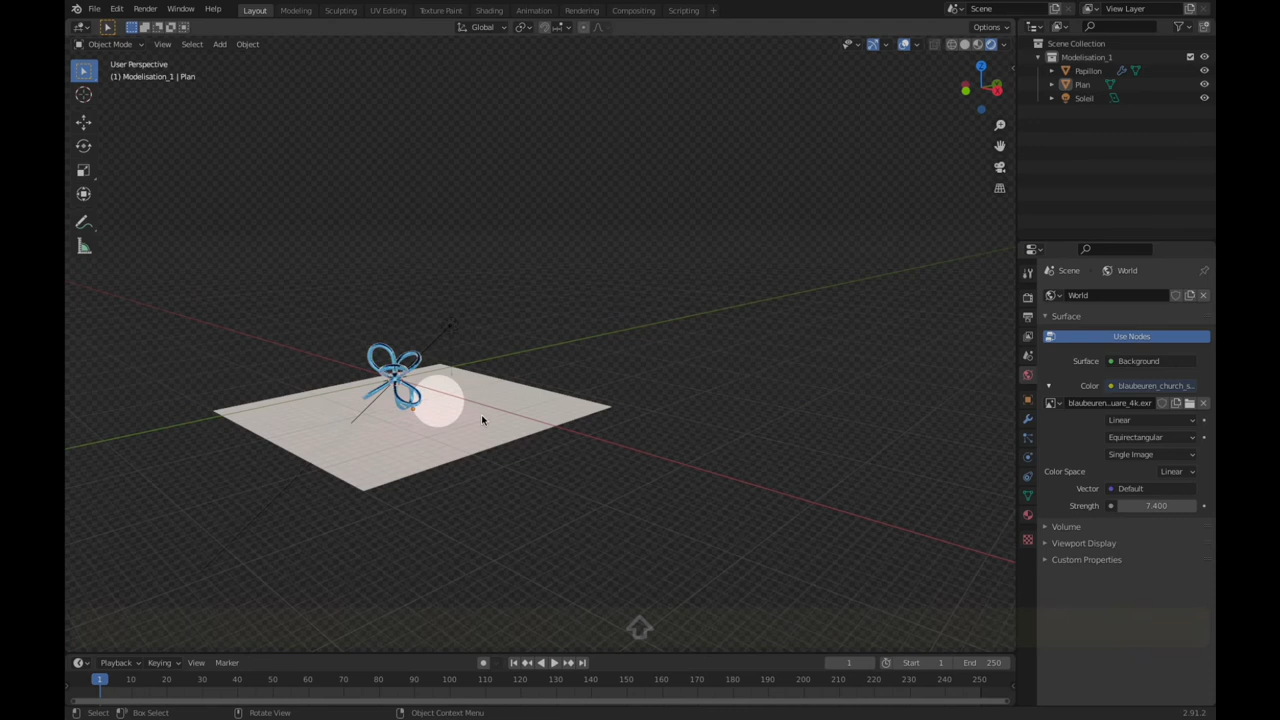 File Edit Render Window Help
Layout Modeling Sculpting UV Editing Texture Paint Shading Animation Rendering Compositing Scripting +
Scene
View Layer
Global
Options
Object Mode View Select Add Object
User Perspective
(1) Modelisation_1 | Plan
Z
X
Scene Collection
Modelisation_1
Papillon
Plan
Soleil
Scene World
World
Surface
Use Nodes
Surface Background
Color blaubeuren_church_s..
blaubeuren..uare_4k.exr
Linear
Equirectangular
Single Image
Color Space Linear
Vector Default
Strength 7.400
Volume
Viewport Display
Custom Properties
Playback Keying View Marker
1
Start 1 End 250
1 10 20 30 40 50 60 70 80 90 100 110 120 130 140 150 160 170 180 190 200 210 220 230 240 250
Select Box Select Rotate View Object Context Menu
2.91.2